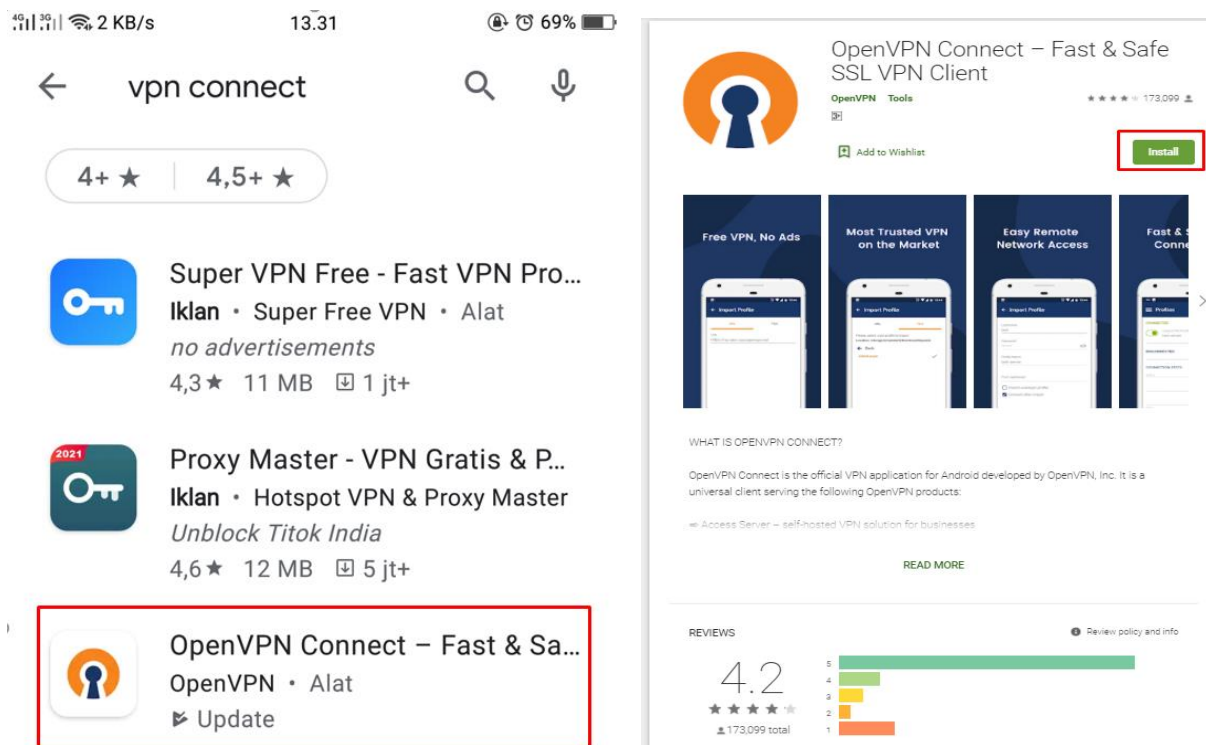 4G 3G 2 KB/s 13.31 69%
vpn connect
4+ ★ 4,5+ ★
Super VPN Free - Fast VPN Pro...
Iklan • Super Free VPN • Alat
no advertisements
4,3★ 11 MB 1 jt+
2021
Proxy Master - VPN Gratis & P...
Iklan • Hotspot VPN & Proxy Master
Unblock Titok India
4,6★ 12 MB 5 jt+
OpenVPN Connect – Fast & Sa...
OpenVPN • Alat
Update
OpenVPN Connect – Fast & Safe
SSL VPN Client
OpenVPN Tools
★★★★★ 173,099
3+
Add to Wishlist
Install
Free VPN, No Ads
Most Trusted VPN
on the Market
Easy Remote
Network Access
Fast &
Conne
Import Profile
Import Profile
Import Profile
Profiles
WHAT IS OPENVPN CONNECT?
OpenVPN Connect is the official VPN application for Android developed by OpenVPN, Inc. It is a
universal client serving the following OpenVPN products:
Access Server – self-hosted VPN solution for businesses
READ MORE
REVIEWS
Review policy and info
4.2
★★★★★
173,099 total
5
4
3
2
1